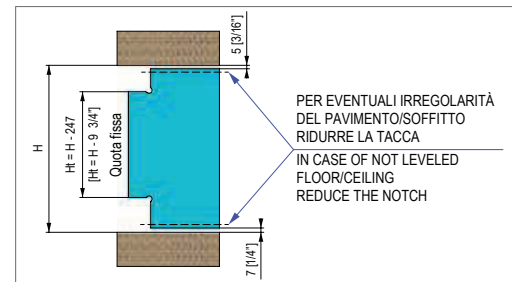 5 [3/16"]
H
Ht = H - 247
[Ht = H - 9 3/4"]
Quota fissa
PER EVENTUALI IRREGOLARITÀ
DEL PAVIMENTO/SOFFITTO
RIDURRE LA TACCA
IN CASE OF NOT LEVELED
FLOOR/CEILING
REDUCE THE NOTCH
7 [1/4"]